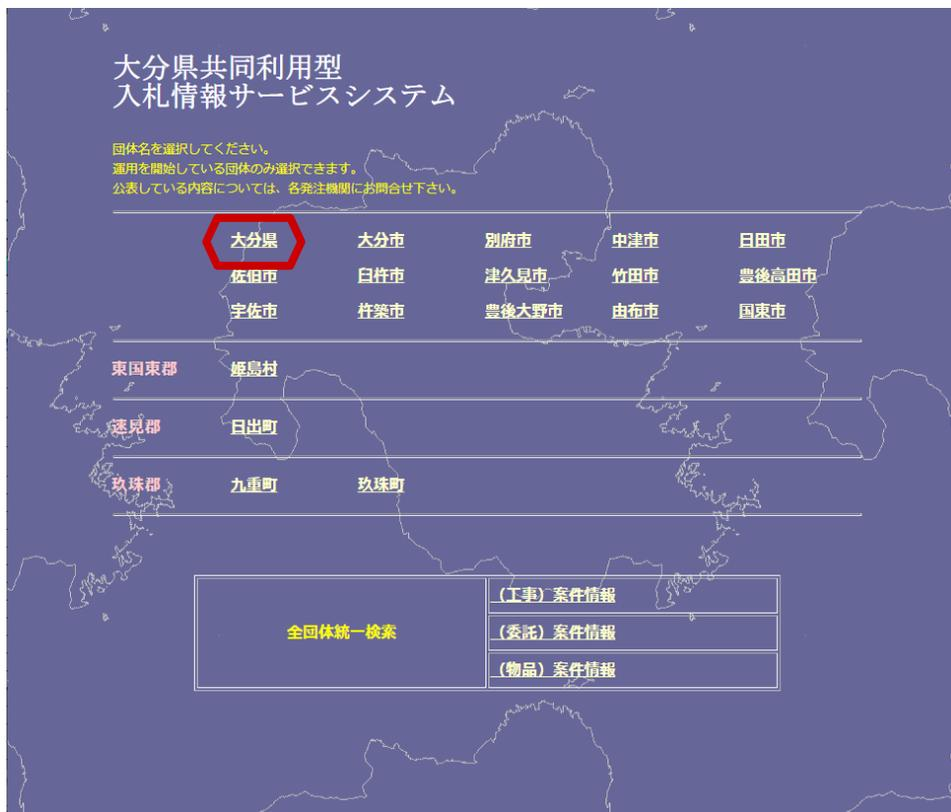 大分県共同利用型
入札情報サービスシステム
団体名を選択してください。
運用を開始している団体のみ選択できます。
公表している内容については、各発注機関にお問合せ下さい。
大分県 大分市 別府市 中津市 日田市
佐伯市 臼杵市 津久見市 竹田市 豊後高田市
宇佐市 杵築市 豊後大野市 由布市 国東市
東国東郡 姫島村
速見郡 日出町
玖珠郡 九重町 玖珠町
(工事)案件情報
全団体統一検索 (委託)案件情報
(物品)案件情報